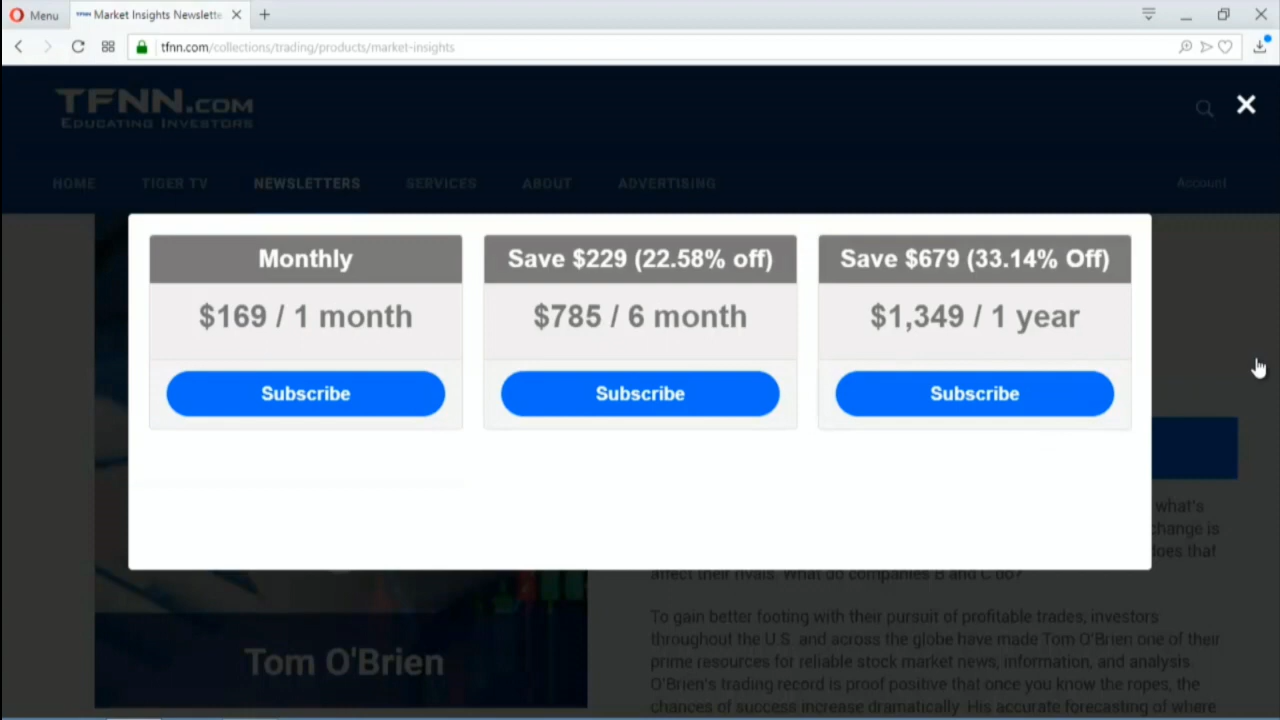 Menu
Market Insights Newslette
tfnn.com/collections/trading/products/market-insights
TFNN.COM
EDUCATING INVESTORS
HOME TIGER TV NEWSLETTERS SERVICES ABOUT ADVERTISING Account
Monthly
$169 / 1 month
Subscribe
Save $229 (22.58% off)
$785 / 6 month
Subscribe
Save $679 (33.14% Off)
$1,349 / 1 year
Subscribe
what's
change is
does that
affect their rivals. What do companies B and C do?
To gain better footing with their pursuit of profitable trades, investors
throughout the U.S. and across the globe have made Tom O'Brien one of their
prime resources for reliable stock market news, information, and analysis.
O'Brien's trading record is proof positive that once you know the ropes, the
chances of success increase dramatically. His accurate forecasting of where
Tom O'Brien